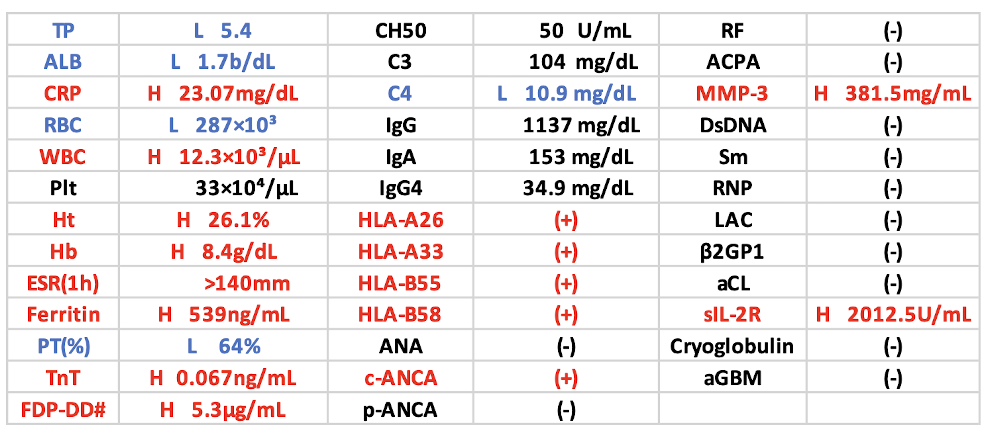 TP L 5.4 CH50 50 U/mL RF (-)
ALB L 1.7b/dL C3 104 mg/dL ACPA (-)
CRP H 23.07mg/dL C4 L 10.9 mg/dL MMP-3 H 381.5mg/mL
RBC L 287×10³ IgG 1137 mg/dL DsDNA (-)
WBC H 12.3×10³/μL IgA 153 mg/dL Sm (-)
Plt 33×10⁴/μL IgG4 34.9 mg/dL RNP (-)
Ht H 26.1% HLA-A26 (+) LAC (-)
Hb H 8.4g/dL HLA-A33 (+) β2GP1 (-)
ESR(1h) >140mm HLA-B55 (+) aCL (-)
Ferritin H 539ng/mL HLA-B58 (+) sIL-2R H 2012.5U/mL
PT(%) L 64% ANA (-) Cryoglobulin (-)
TnT H 0.067ng/mL c-ANCA (+) aGBM (-)
FDP-DD# H 5.3μg/mL p-ANCA (-)